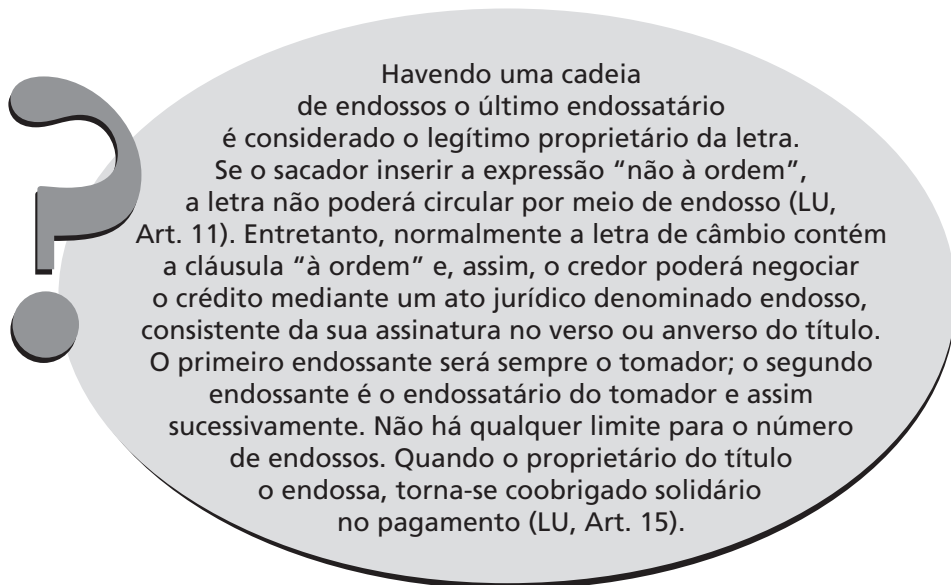 Havendo uma cadeia
de endossos o último endossatário
é considerado o legítimo proprietário da letra.
Se o sacador inserir a expressão “não à ordem”,
a letra não poderá circular por meio de endosso (LU,
Art. 11). Entretanto, normalmente a letra de câmbio contém
a cláusula “à ordem” e, assim, o credor poderá negociar
o crédito mediante um ato jurídico denominado endosso,
consistente da sua assinatura no verso ou anverso do título.
O primeiro endossante será sempre o tomador; o segundo
endossante é o endossatário do tomador e assim
sucessivamente. Não há qualquer limite para o número
de endossos. Quando o proprietário do título
o endossa, torna-se coobrigado solidário
no pagamento (LU, Art. 15).